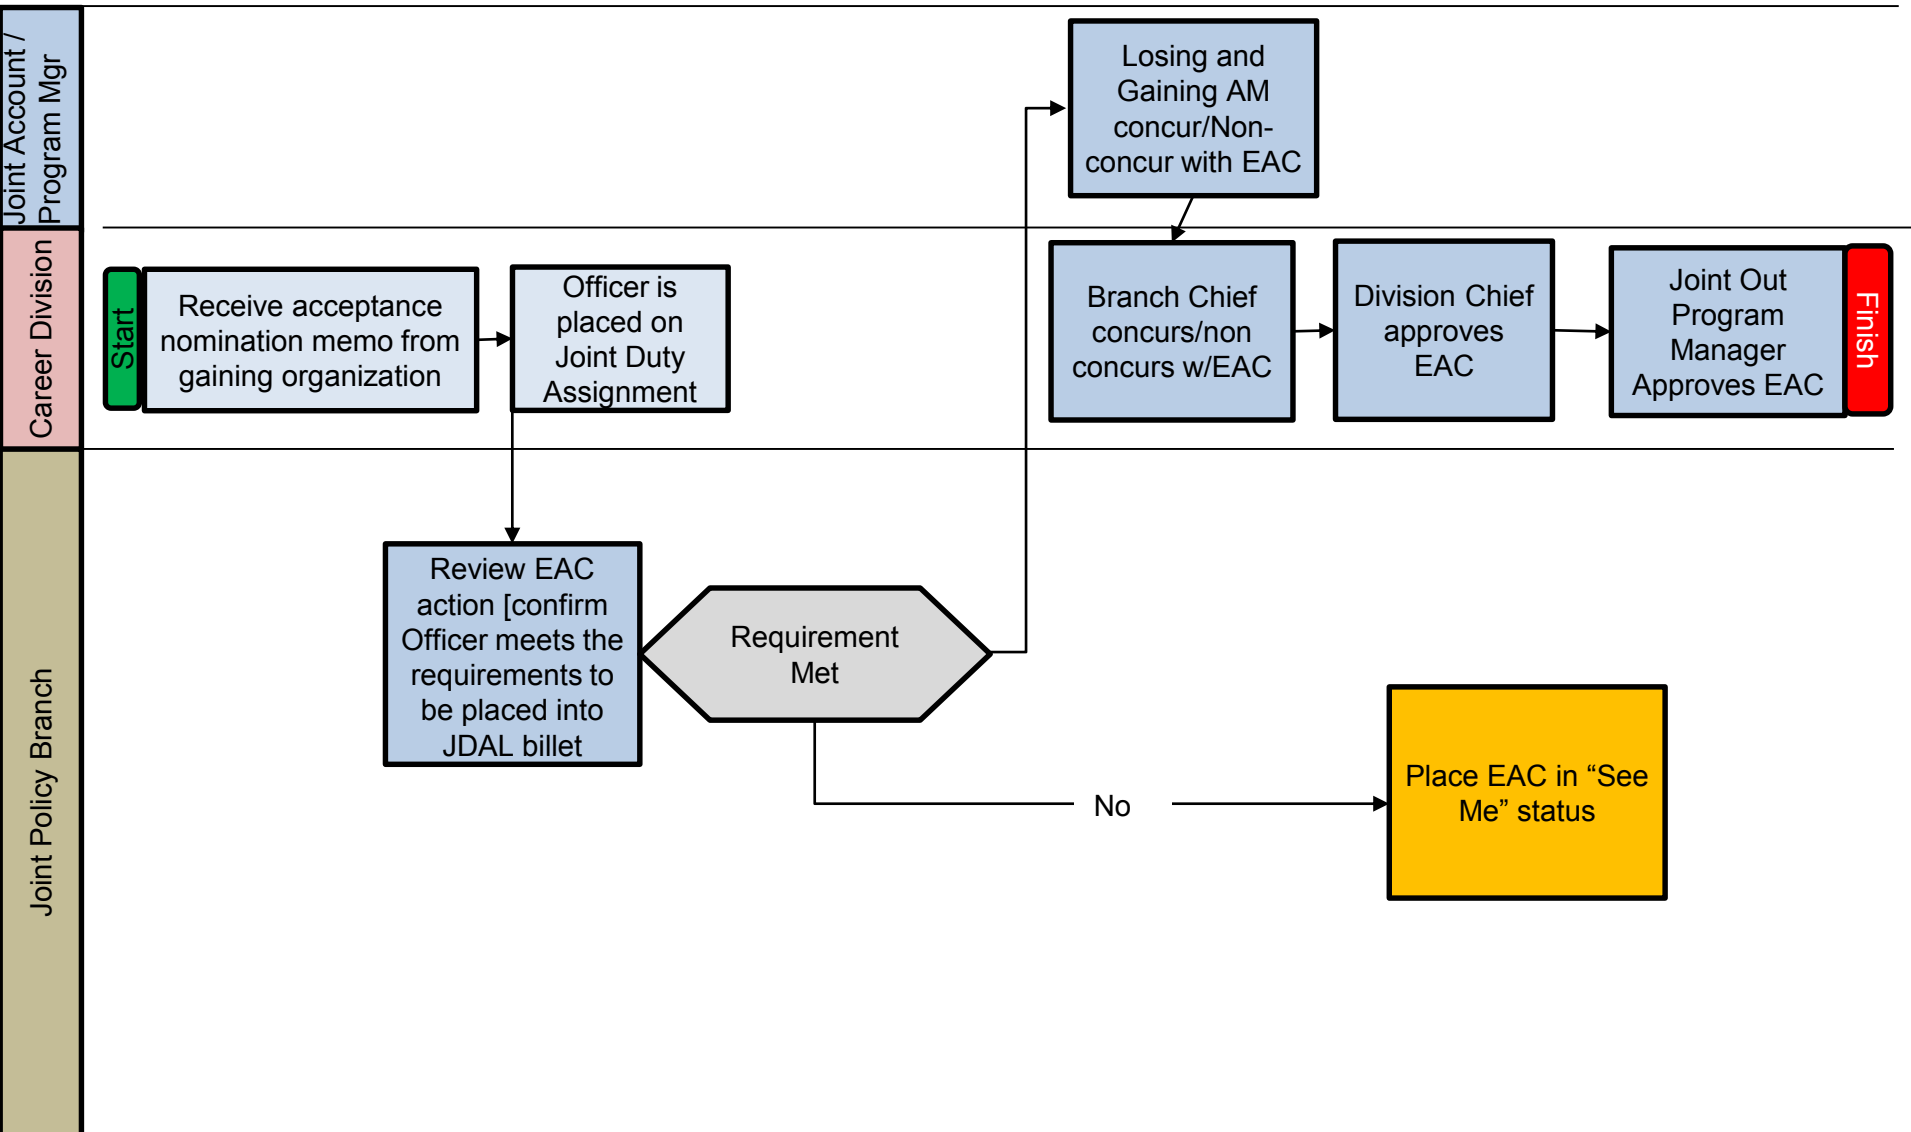 Joint Account /
Program Mgr
Losing and
Gaining AM
concur/Non-
concur with EAC
Career Division
Start
Receive acceptance
nomination memo from
gaining organization
Officer is
placed on
Joint Duty
Assignment
Branch Chief
concurs/non
concurs w/EAC
Division Chief
approves
EAC
Joint Out
Program
Manager
Approves EAC
Finish
Joint Policy Branch
Review EAC
action [confirm
Officer meets the
requirements to
be placed into
JDAL billet
Requirement
Met
No
Place EAC in “See
Me” status